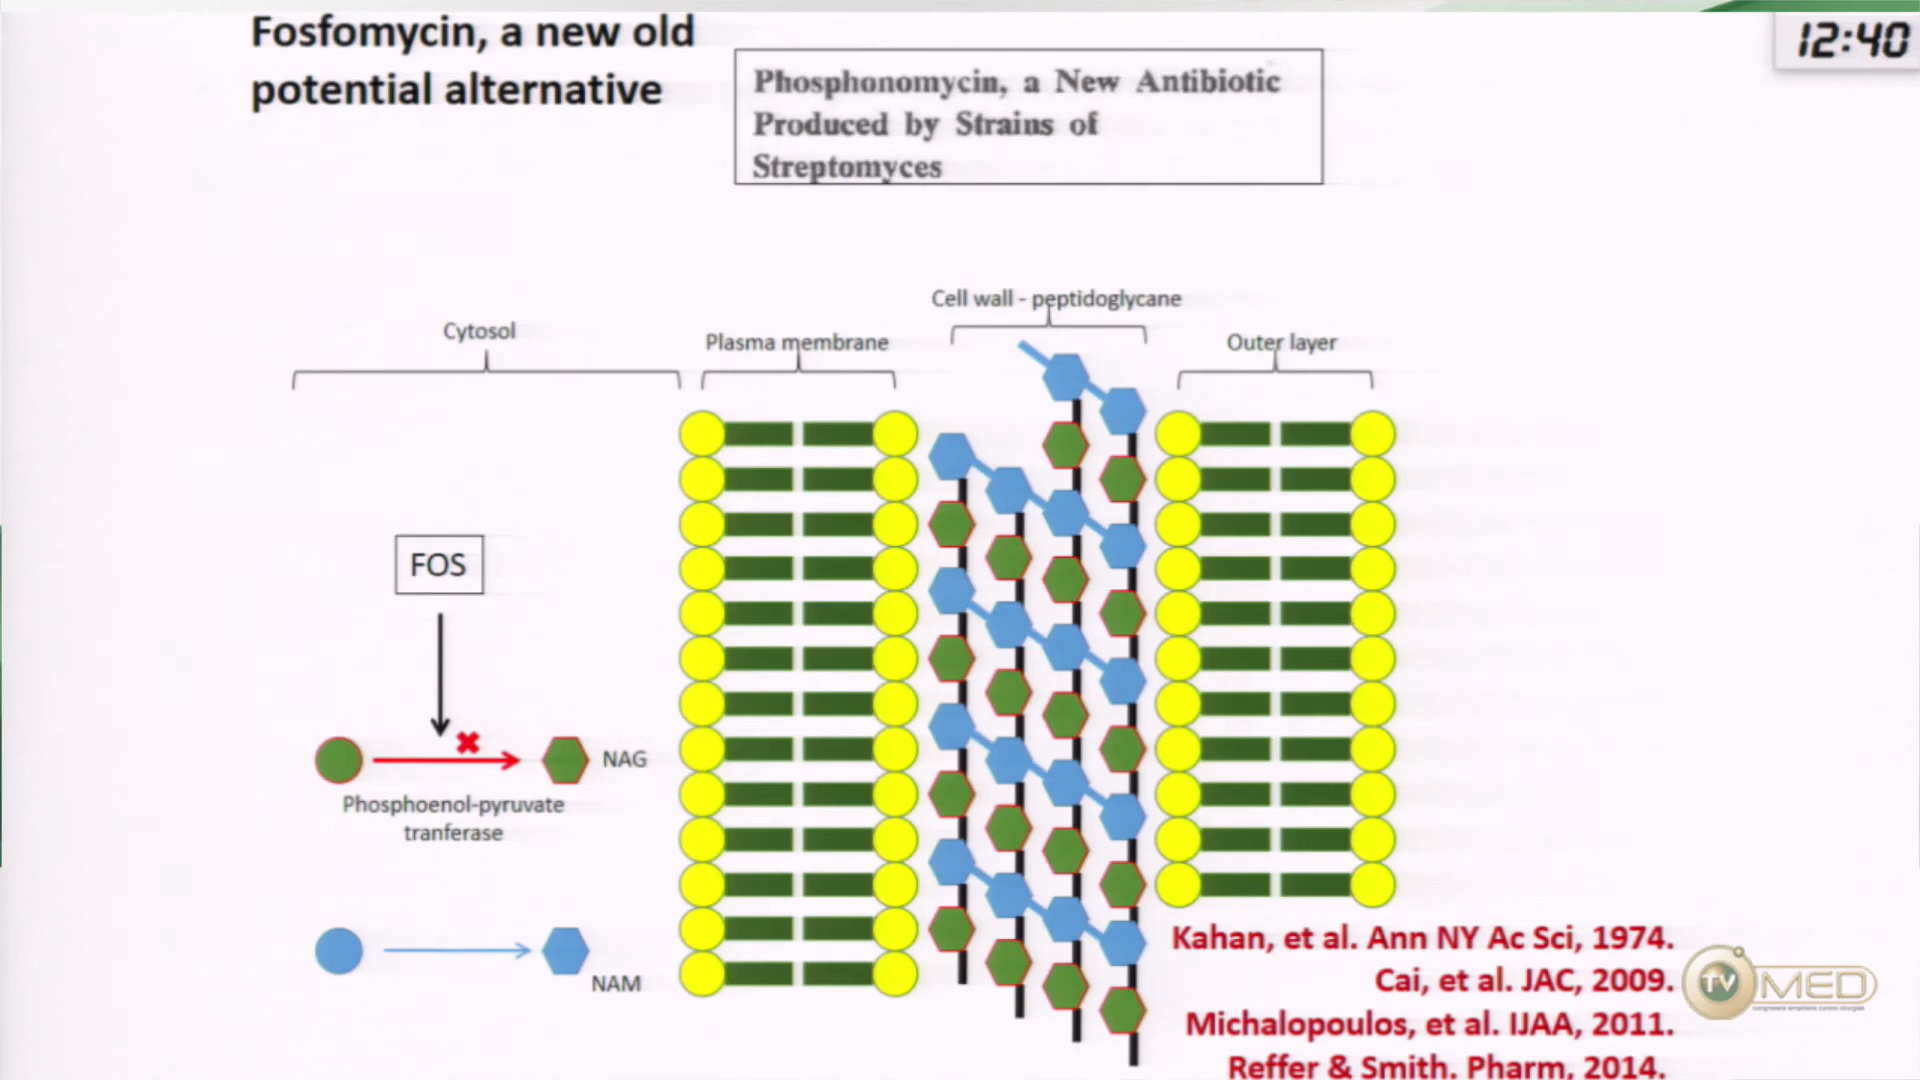 Fosfomycin, a new old
potential alternative
12:40
Phosphonomycin, a New Antibiotic
Produced by Strains of
Streptomyces
Cell wall - peptidoglycane
Cytosol
Plasma membrane
Outer layer
FOS
NAG
Phosphoenol-pyruvate
tranferase
NAM
Kahan, et al. Ann NY Ac Sci, 1974.
Cai, et al. JAC, 2009.
Michalopoulos, et al. IJAA, 2011.
Reffer & Smith. Pharm, 2014.
TV MED